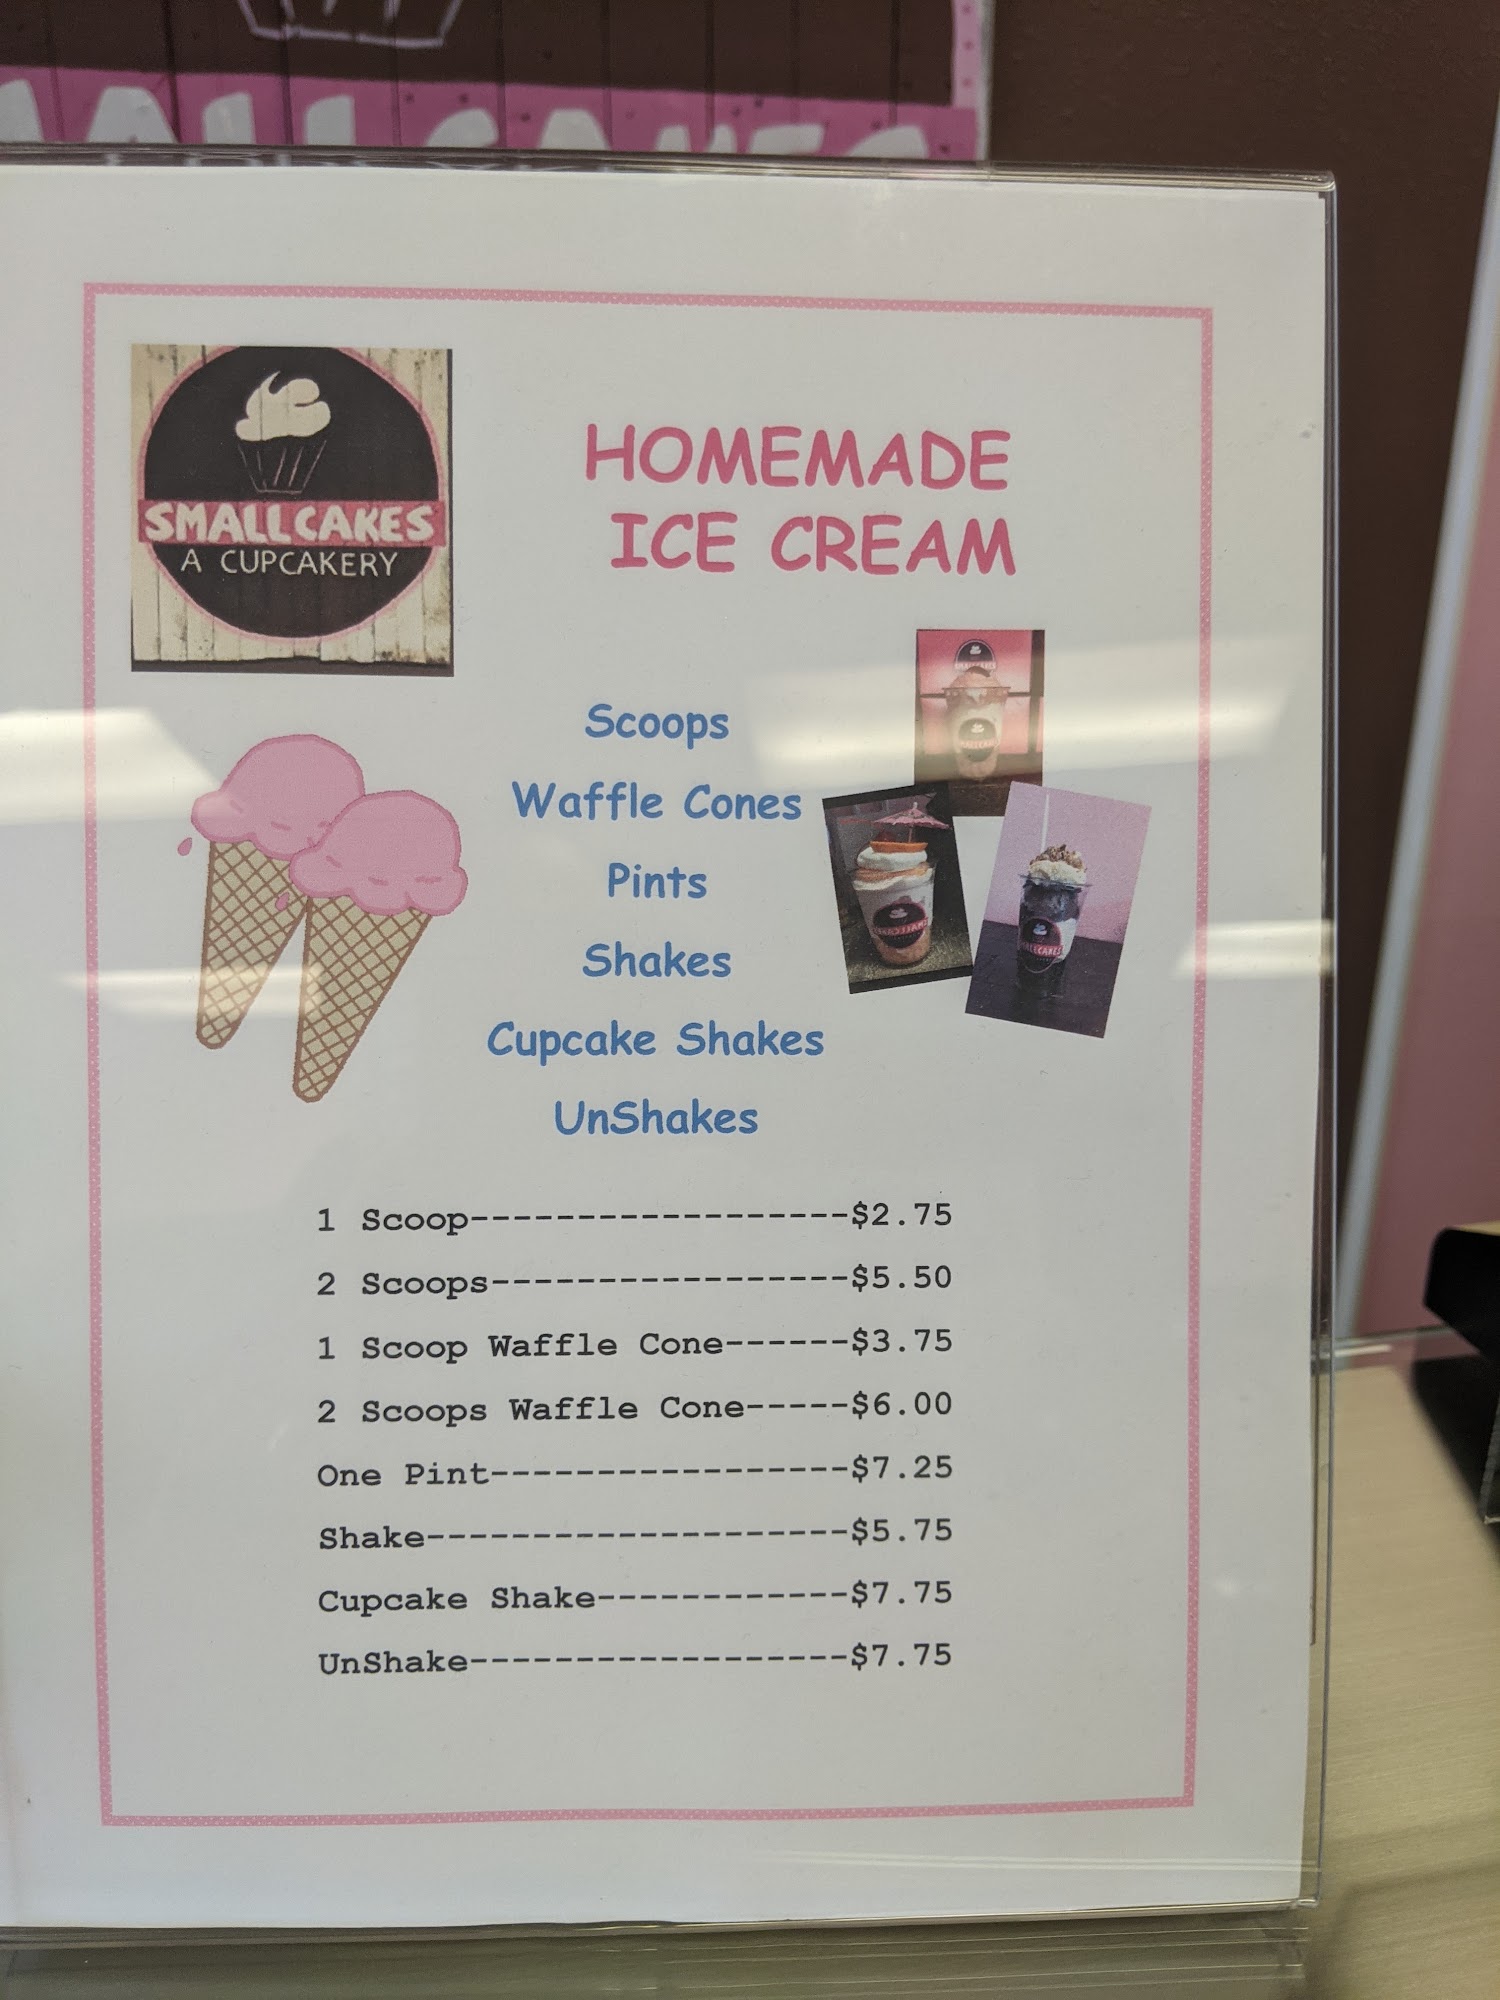 SMALLCAKES
SMALLCAKES
A CUPCAKERY
HOMEMADE
ICE CREAM
Scoops
Waffle Cones
Pints
Shakes
Cupcake Shakes
UnShakes
1 Scoop------------------$2.75
2 Scoops-----------------$5.50
1 Scoop Waffle Cone------$3.75
2 Scoops Waffle Cone-----$6.00
One Pint-----------------$7.25
Shake--------------------$5.75
Cupcake Shake------------$7.75
UnShake------------------$7.75